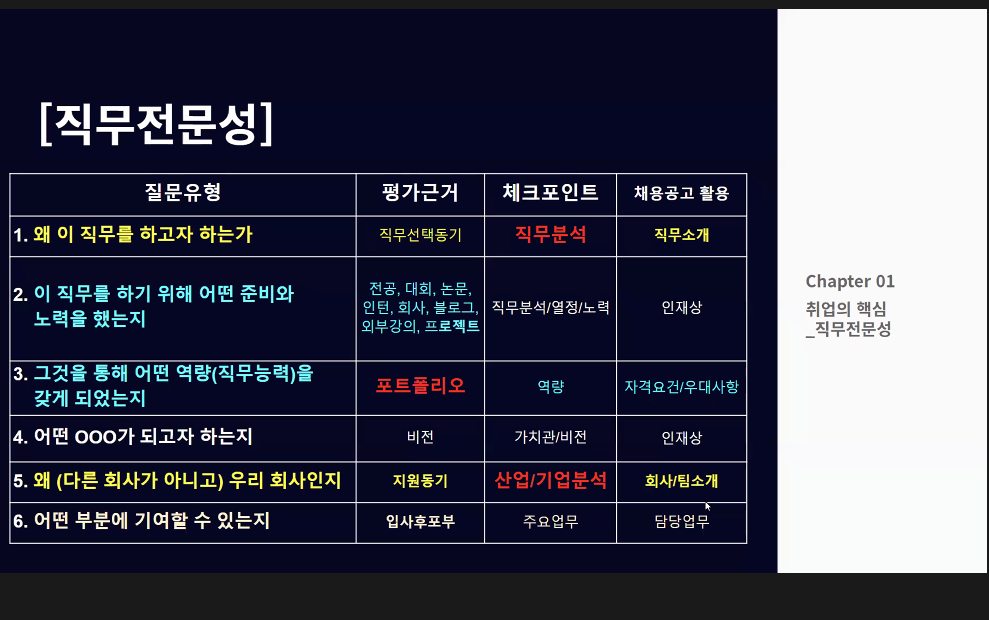 [직무전문성]
질문유형 평가근거 체크포인트 채용공고 활용
1. 왜 이 직무를 하고자 하는가 직무선택동기 직무분석 직무소개
2. 이 직무를 하기 위해 어떤 준비와
노력을 했는지
전공, 대회, 논문,
인턴, 회사, 블로그,
외부강의, 프로젝트
직무분석/열정/노력
인재상
3. 그것을 통해 어떤 역량(직무능력)을
갖게 되었는지
포트폴리오
역량
자격요건/우대사항
4. 어떤 OOO가 되고자 하는지 비전 가치관/비전 인재상
5. 왜 (다른 회사가 아니고) 우리 회사인지 지원동기 산업/기업분석 회사/팀소개
6. 어떤 부분에 기여할 수 있는지 입사후포부 주요업무 담당업무
Chapter 01
취업의 핵심
_직무전문성